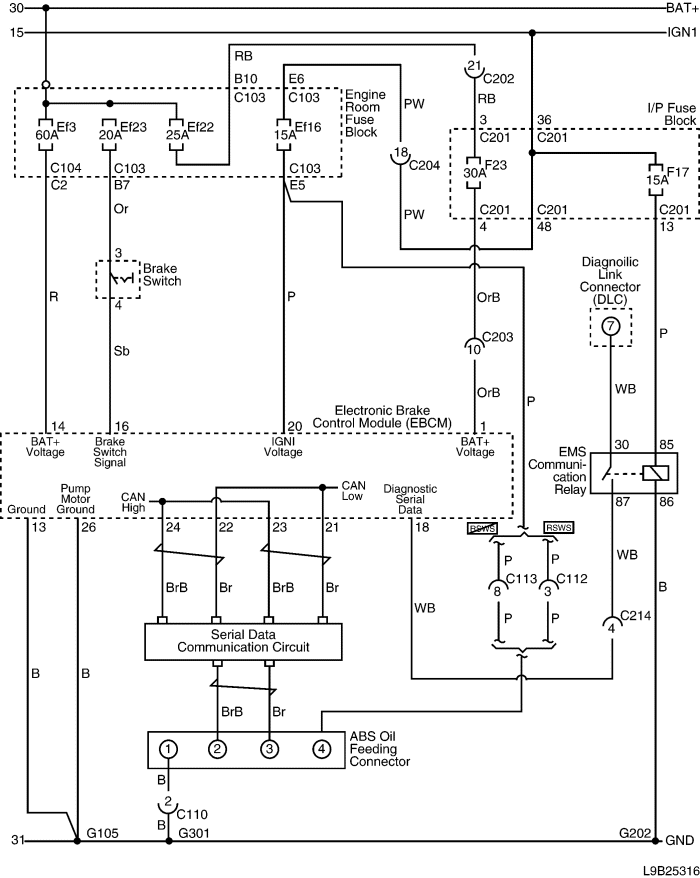 30
BAT+
15
IGN1
RB
21
C202
B10
E6
C103
C103
Engine
Room
Fuse
Block
PW
RB
I/P Fuse
Block
3
36
C201
C201
Ef3
60A
Ef23
20A
Ef22
25A
Ef16
15A
18
C204
F23
30A
F17
15A
C104
C103
C103
C2
B7
E5
C201
C201
C201
4
48
13
Or
PW
3
Brake
Switch
4
Diagnoilic
Link
Connector
(DLC)
7
R
P
OrB
P
C203
10
Sb
OrB
P
WB
Electronic Brake
Control Module (EBCM)
14
16
20
1
BAT+
Voltage
Brake
Switch
Signal
IGNI
Voltage
BAT+
Voltage
30
85
EMS
Communi-
cation
Relay
87
86
Ground
Pump
Motor
Ground
CAN
High
CAN
Low
Diagnostic
Serial
Data
13
26
24
22
23
21
18
RSWS
RSWS
P
P
WB
C113
8
C112
3
BrB
Br
BrB
Br
WB
P
P
B
C214
4
Serial Data
Communication Circuit
B
B
BrB
Br
ABS Oil
Feeding
Connector
1
2
3
4
B
2
C110
B
31
G105
G301
G202
GND
L9B25316